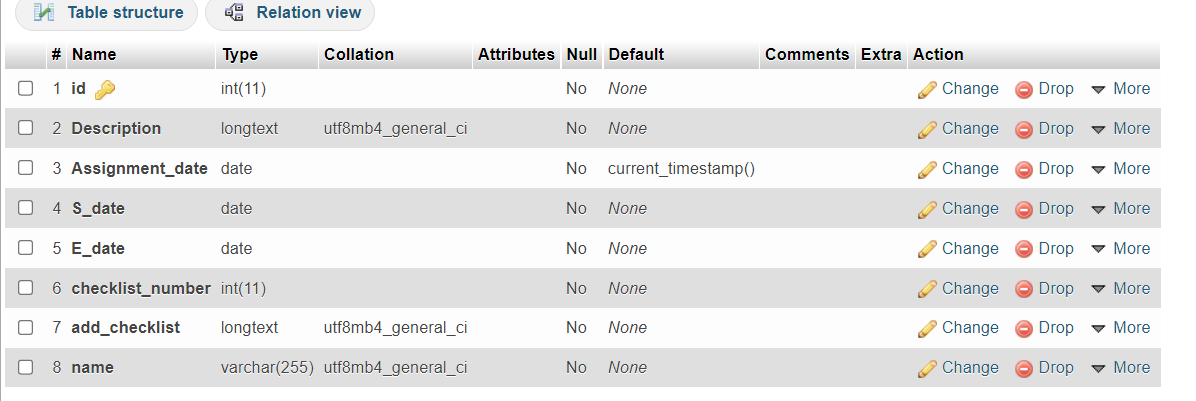 Table structure Relation view
# Name Type Collation Attributes Null Default Comments Extra Action
1 id int(11) No None Change Drop More
2 Description longtext utf8mb4_general_ci No None Change Drop More
3 Assignment_date date No current_timestamp() Change Drop More
4 S_date date No None Change Drop More
5 E_date date No None Change Drop More
6 checklist_number int(11) No None Change Drop More
7 add_checklist longtext utf8mb4_general_ci No None Change Drop More
8 name varchar(255) utf8mb4_general_ci No None Change Drop More